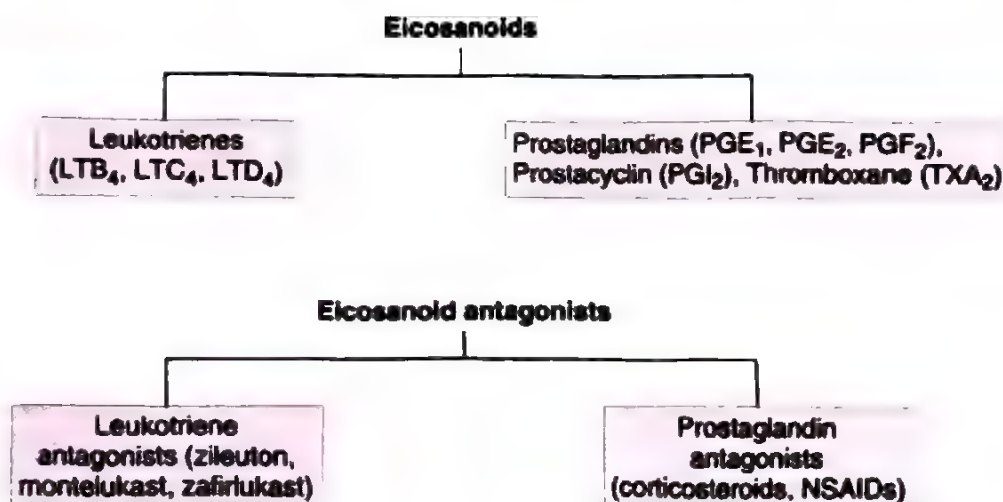 Eicosanoids
Leukotrienes
(LTB₄, LTC₄, LTD₄)
Prostaglandins (PGE₁, PGE₂, PGF₂),
Prostacyclin (PGI₂), Thromboxane (TXA₂)
Eicosanoid antagonists
Leukotriene
antagonists (zileuton,
montelukast, zafirlukast)
Prostaglandin
antagonists
(corticosteroids, NSAIDs)